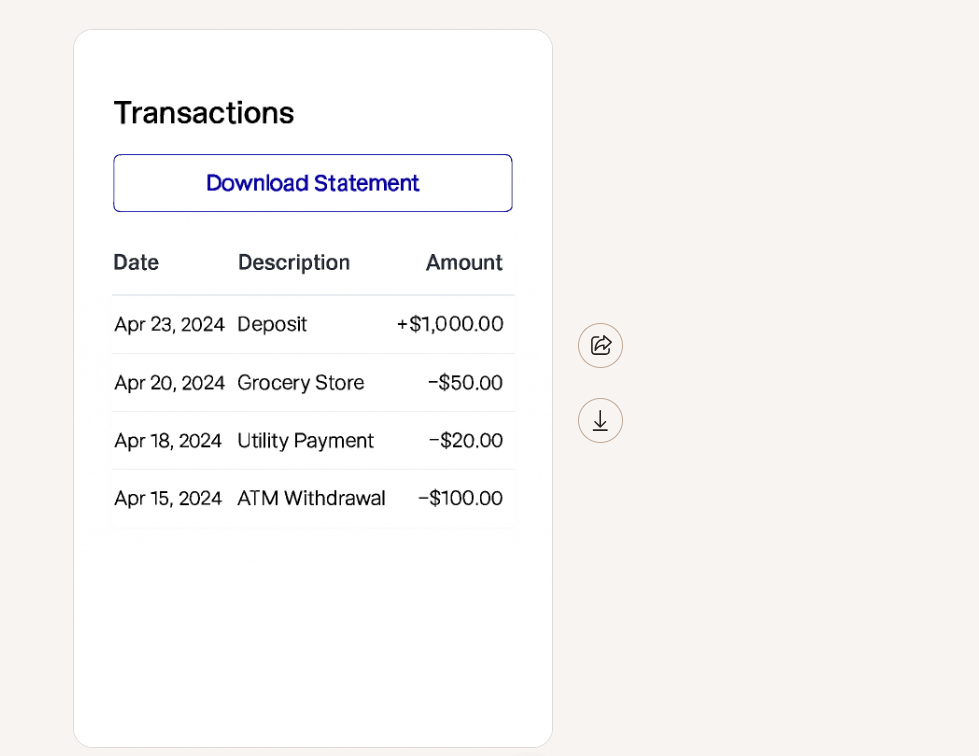 Transactions
Download Statement
Date Description Amount
Apr 23, 2024 Deposit +$1,000.00
Apr 20, 2024 Grocery Store −$50.00
Apr 18, 2024 Utility Payment −$20.00
Apr 15, 2024 ATM Withdrawal −$100.00